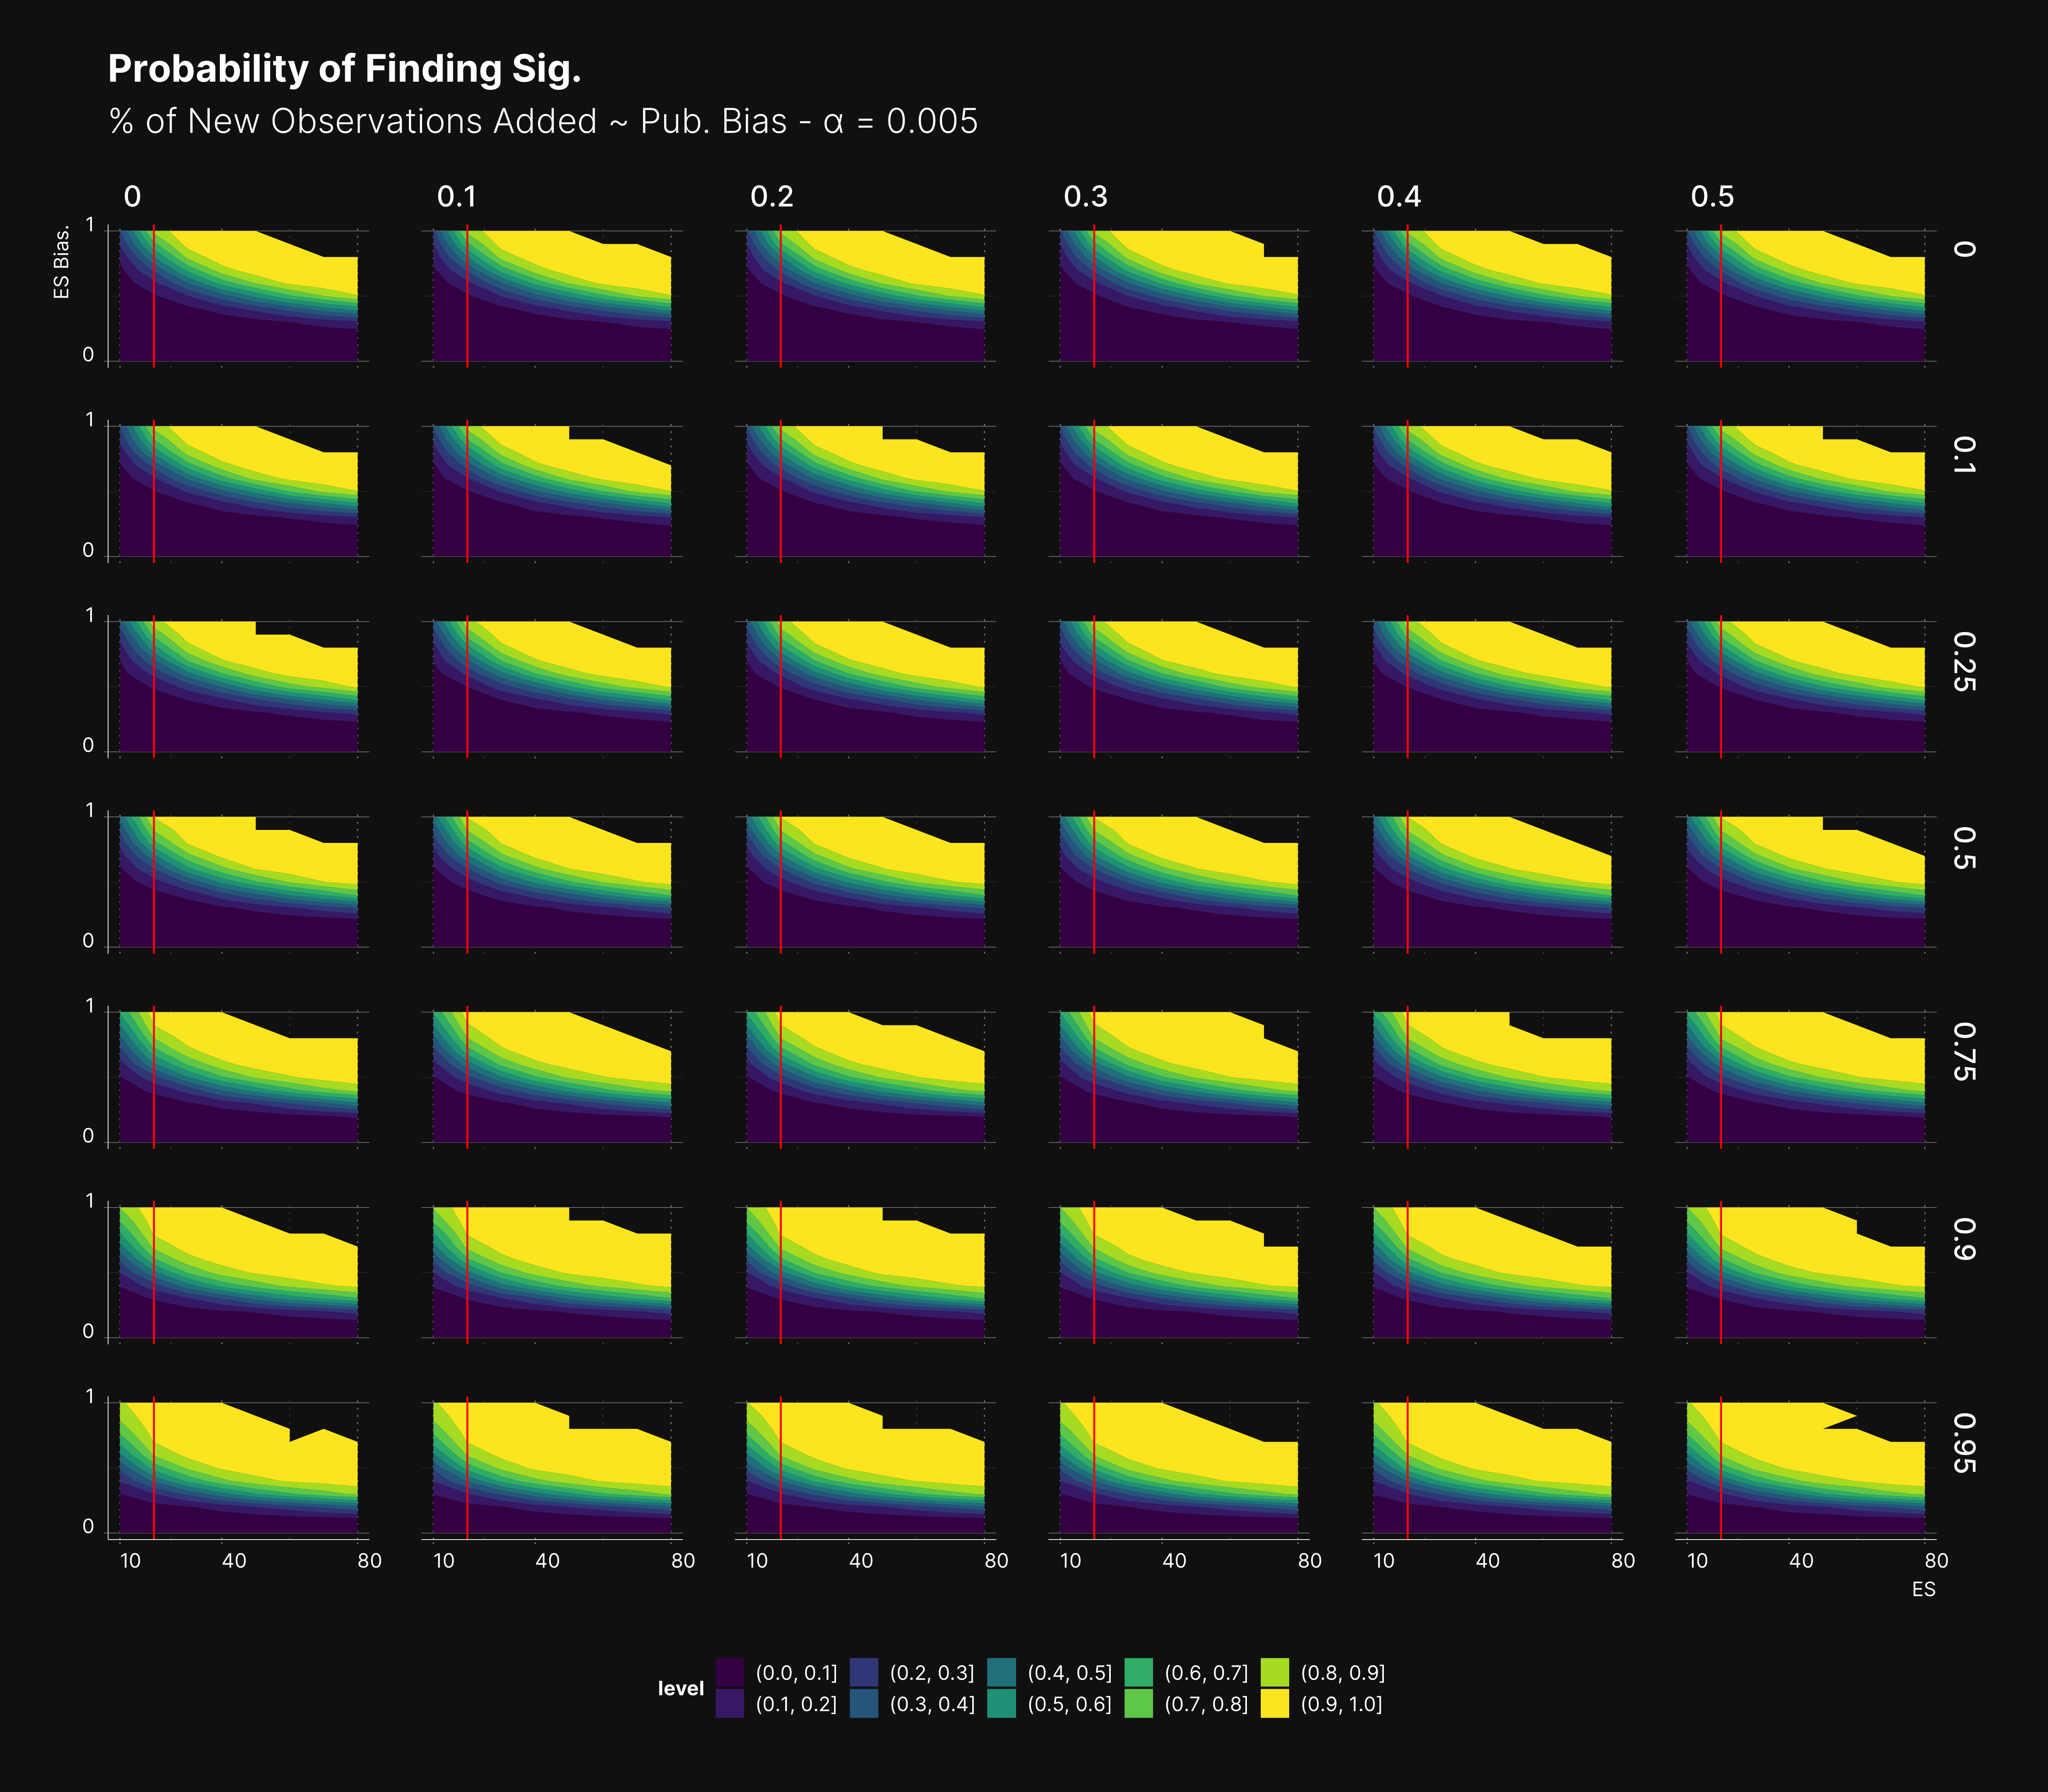 Probability of Finding Sig.
% of New Observations Added ~ Pub. Bias - α = 0.005
0 0.1 0.2 0.3 0.4 0.5
ES Bias.
1
0
0
1
0
0.1
1
0
0.25
1
0
0.5
1
0
0.75
1
0
0.9
1
0
0.95
10 40 80 10 40 80 10 40 80 10 40 80 10 40 80 10 40 80
ES
level
(0.0, 0.1] (0.2, 0.3] (0.4, 0.5] (0.6, 0.7] (0.8, 0.9]
(0.1, 0.2] (0.3, 0.4] (0.5, 0.6] (0.7, 0.8] (0.9, 1.0]